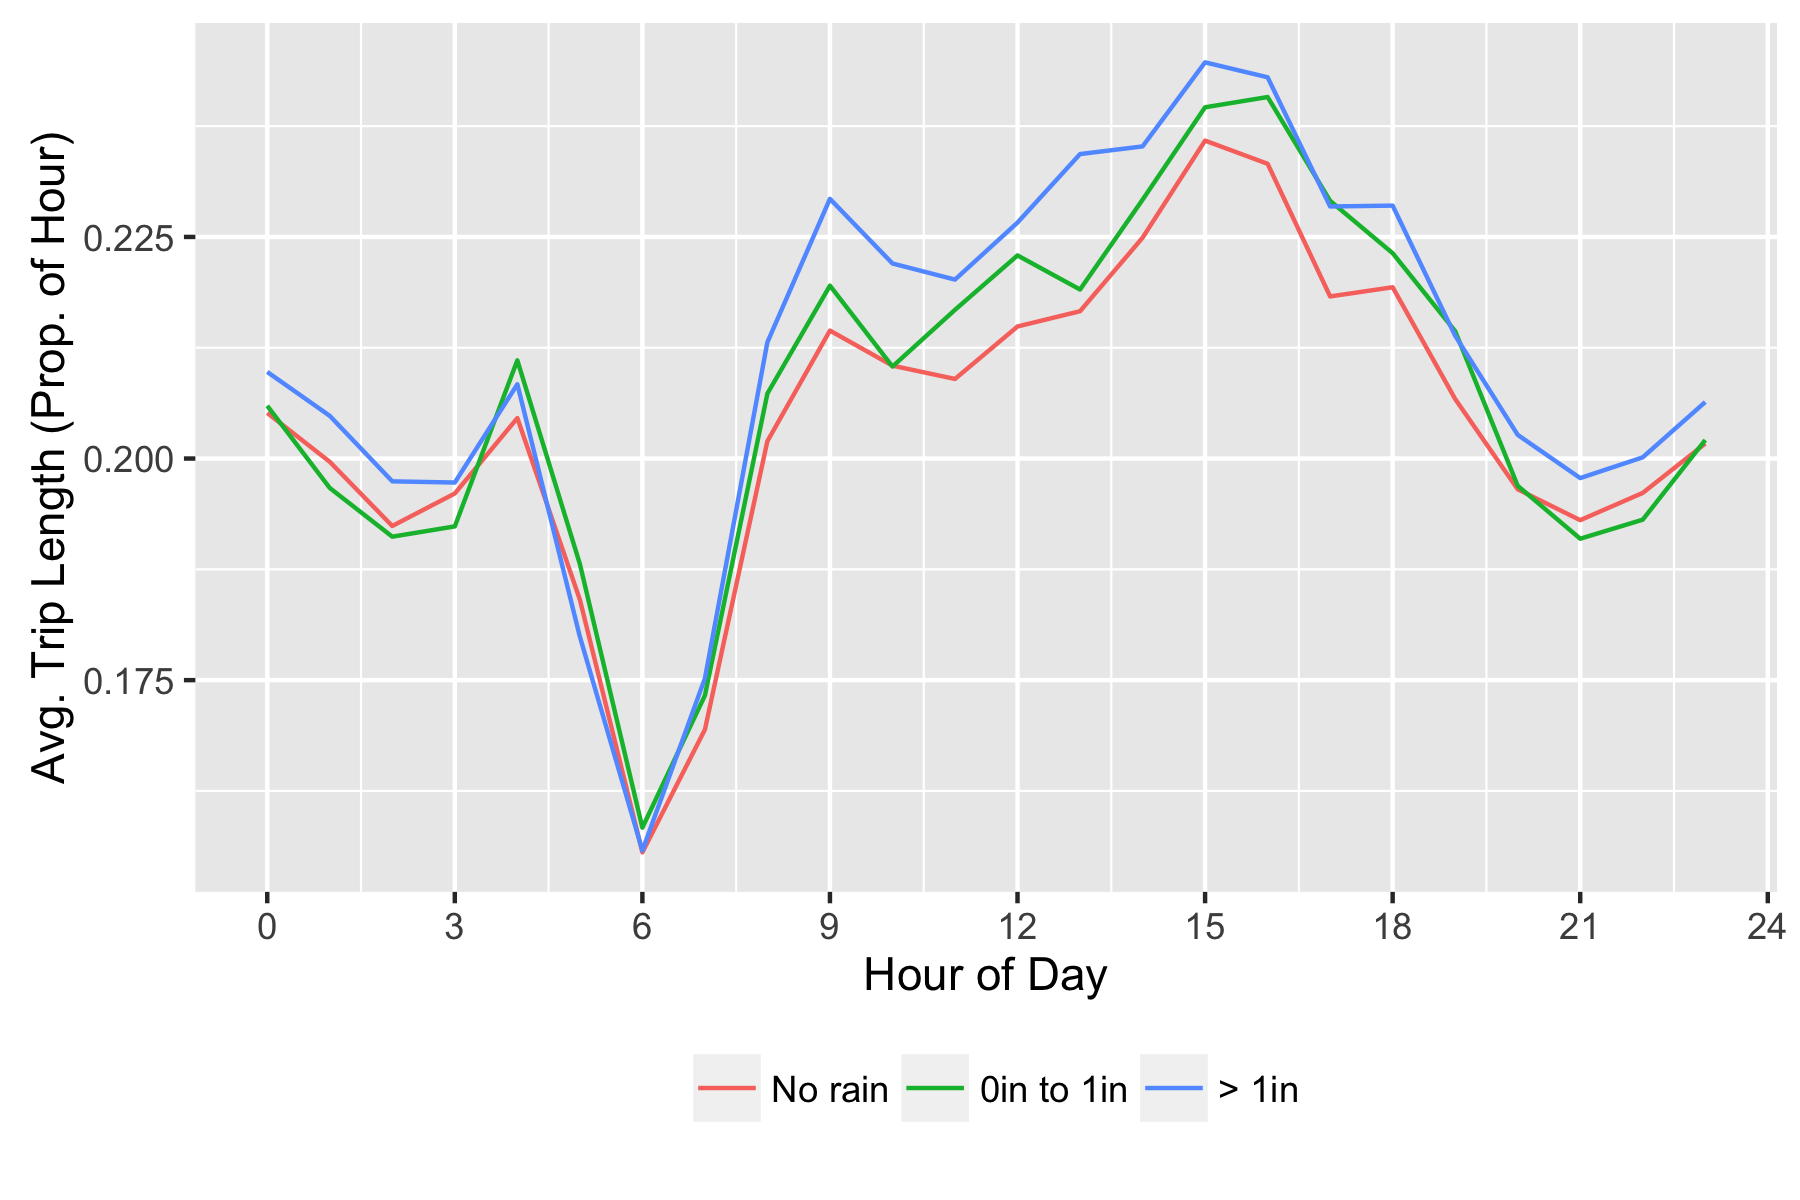 Avg. Trip Length (Prop. of Hour)
0.225
0.200
0.175
0 3 6 9 12 15 18 21 24
Hour of Day
No rain 0in to 1in > 1in